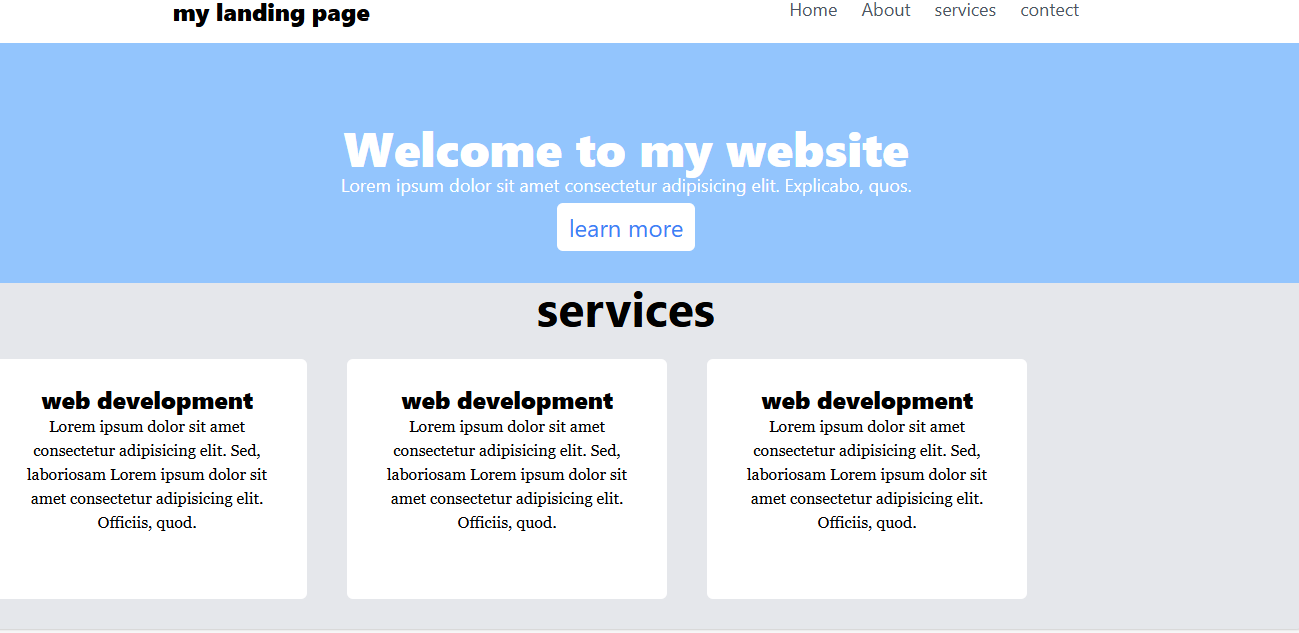 my landing page
Home About services contact
Welcome to my website
Lorem ipsum dolor sit amet consectetur adipisicing elit. Explicabo, quos.
learn more
services
web development
Lorem ipsum dolor sit amet
consectetur adipisicing elit. Sed,
laboriosam Lorem ipsum dolor sit
amet consectetur adipisicing elit.
Officiis, quod.
web development
Lorem ipsum dolor sit amet
consectetur adipisicing elit. Sed,
laboriosam Lorem ipsum dolor sit
amet consectetur adipisicing elit.
Officiis, quod.
web development
Lorem ipsum dolor sit amet
consectetur adipisicing elit. Sed,
laboriosam Lorem ipsum dolor sit
amet consectetur adipisicing elit.
Officiis, quod.